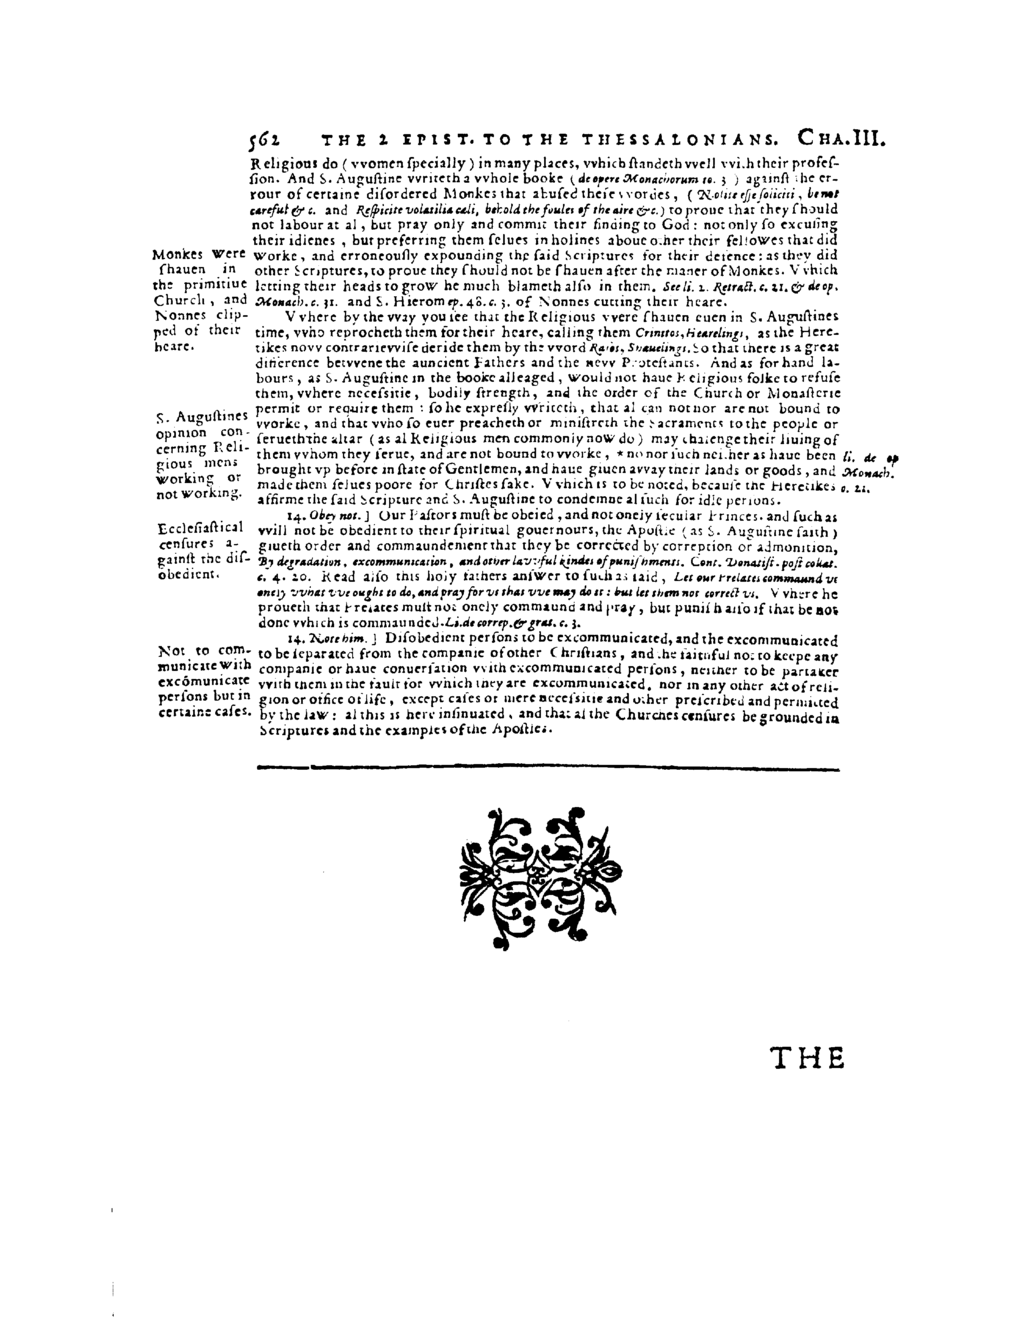 562 THE 2 EPIST. TO THE THESSALONIANS. CHA.III.
Religious do (vvomen ſpecially) in many places, vvhich ſtandeth vvell vvith their profeſ-
ſion. And S. Auguſtine vvriteth a vvhole booke (de opere Monachorum to. 3) againſt the er-
rour of certaine diſordered Monkes that abuſed theſe vvordes, (Nolite eſſe ſoliciti, be not
careful &c. and Reſpicite volatilia cæli, behold the foules of the aire &c.) to proue that they ſhould
not labour at al, but pray only and commit their finding to God: not only ſo excuſing
their idlenes, but preferring them ſelues in holines aboue other their fellowes that did
worke, and erroneouſly expounding the ſaid Scriptures for their defence: as they did
other Scriptures, to proue they ſhould not be ſhauen after the maner of Monkes. Vvhich
letting their heads to grow he much blameth alſo in them. See li. 2. Retract. c. 21. & de op.
Monach. c. 31. and S. Hierom ep. 48. c. 3. of Nonnes cutting their heare.
Monkes were
ſhauen in
the primitiue
Church, and
Nonnes clip-
ped of their
heare.
Vvhere by the vvay you ſee that the Religious vvere ſhauen euen in S. Auguſtines
time, vvho reprocheth them for their heare, calling them Crinitos, Hearelings, as the Here-
tikes novv contrarievviſe deride them by the vvord Raſos, Shauelings. So that there is a great
difference betvvene the auncient Fathers and the nevv Proteſtants. And as for hand la-
bours, as S. Auguſtine in the booke alleaged, would not haue Religious folke to refuſe
them, vvhere neceſsitie, bodily ſtrength, and the order of the Church or Monaſterie
permit or require them: ſo he expreſly vvriteth, that al can not nor are not bound to
vvorke, and that vvho ſo euer preacheth or miniſtreth the Sacraments to the people or
ſerueth the altar (as al Religious men commonly now do) may chalenge their liuing of
them vvhom they ſerue, and are not bound to vvorke, * no nor ſuch neither as haue been
brought vp before in ſtate of Gentlemen, and haue giuen avvay their lands or goods, and
made them ſelues poore for Chriſtes ſake. Vvhich is to be noted, becauſe the Heretikes
affirme the ſaid Scripture and S. Auguſtine to condemne al ſuch for idle perſons.
S. Auguſtines
opinion con-
cerning Reli-
gious mens
working or
not working.
li. de op
Monach.
c. 21.
14. Obey not.] Our Paſtors muſt be obeied, and not onely ſecular Princes. and ſuch as
vvill not be obedient to their ſpiritual gouernours, the Apoſtle (as S. Auguſtine ſaith)
giueth order and commaundement that they be corrected by correption or admonition,
By degradation, excommunication, and other lavvful kindes of puniſhments. Cont. Donatiſt. poſt collat.
c. 4. 20. Read alſo this holy fathers anſwer to ſuch as ſaid, Let our Prelates commaund vs
onely vvhat vve ought to do, and pray for vs that vve may do it: but let them not correct vs. Vvhere he
proueth that Prelates muſt not onely commaund and pray, but puniſh alſo if that be not
done vvhich is commaunded. Li. de correp. & grat. c. 3.
Eccleſiaſtical
cenſures a-
gainſt the diſ-
obedient.
14. Note him.] Diſobedient perſons to be excommunicated, and the excommunicated
to be ſeparated from the companie of other Chriſtians, and the faithful not to keepe any
companie or haue conuerſation vvith excommunicated perſons, neither to be partaker
vvith them in the fault for vvhich they are excommunicated, nor in any other act of reli-
gion or office of life, except caſes of mere neceſsitie and other preſcribed and permitted
by the law: al this is here inſinuated, and that al the Churches cenſures be grounded in
Scriptures and the examples of the Apoſtles.
Not to com-
municate with
excõmunicate
perſons but in
certaine caſes.
THE